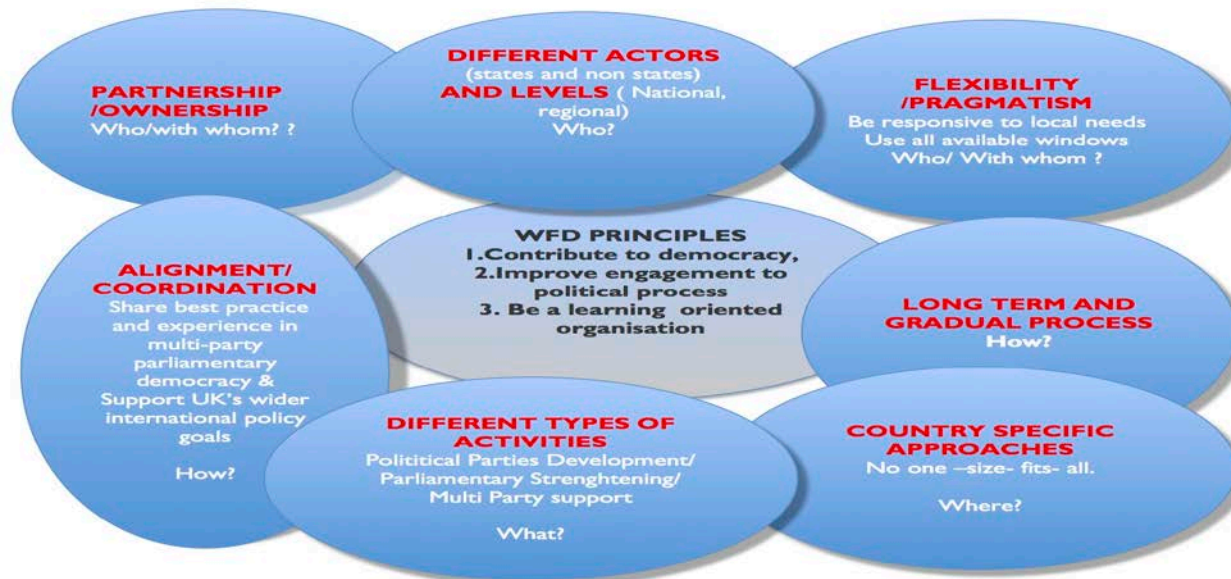 PARTNERSHIP
/OWNERSHIP
Who/with whom? ?
DIFFERENT ACTORS
(states and non states)
AND LEVELS ( National,
regional)
Who?
FLEXIBILITY
/PRAGMATISM
Be responsive to local needs
Use all available windows
Who/ With whom ?
ALIGNMENT/
COORDINATION
Share best practice
and experience in
multi-party
parliamentary
democracy &
Support UK's wider
international policy
goals
How?
WFD PRINCIPLES
1.Contribute to democracy,
2.Improve engagement to
political process
3. Be a learning oriented
organisation
LONG TERM AND
GRADUAL PROCESS
How?
DIFFERENT TYPES OF
ACTIVITIES
Polititical Parties Development/
Parliamentary Strenghtening/
Multi Party support
What?
COUNTRY SPECIFIC
APPROACHES
No one –size- fits- all.
Where?